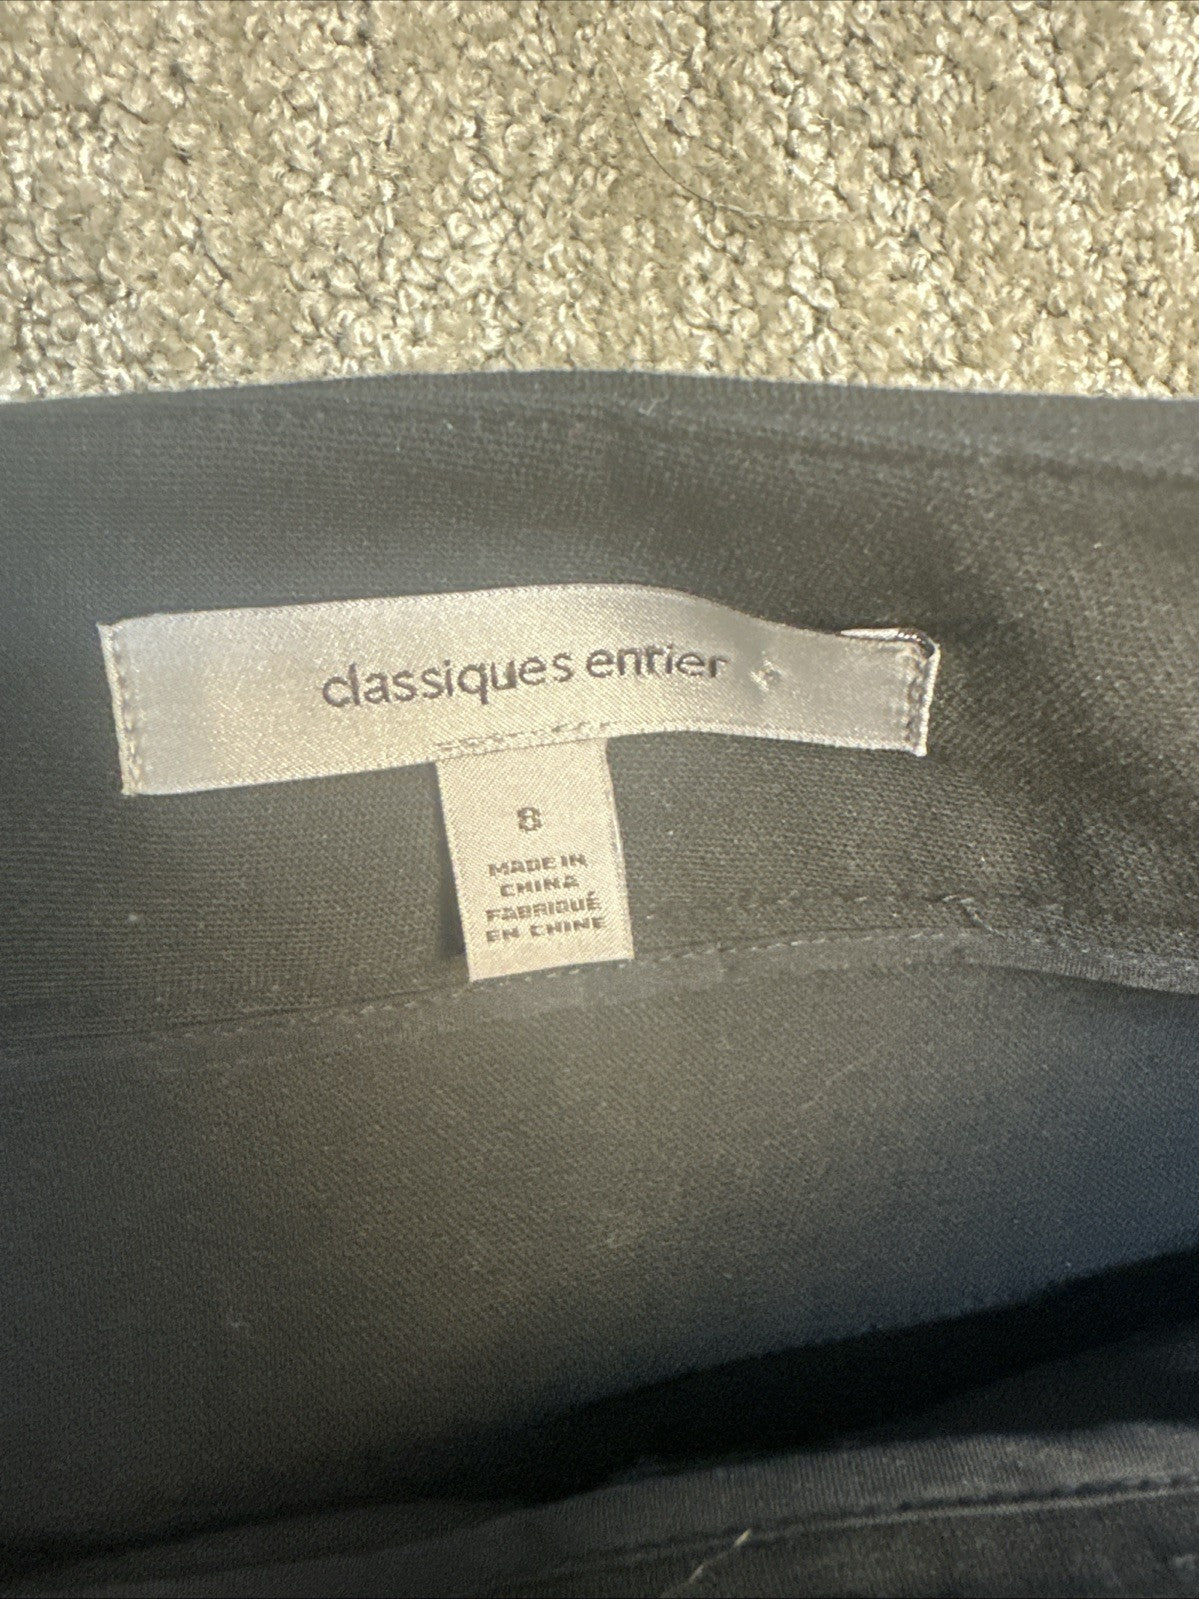 classiques entier
8
MADE IN
CHINA
FABRIQUÉ
EN CHINE